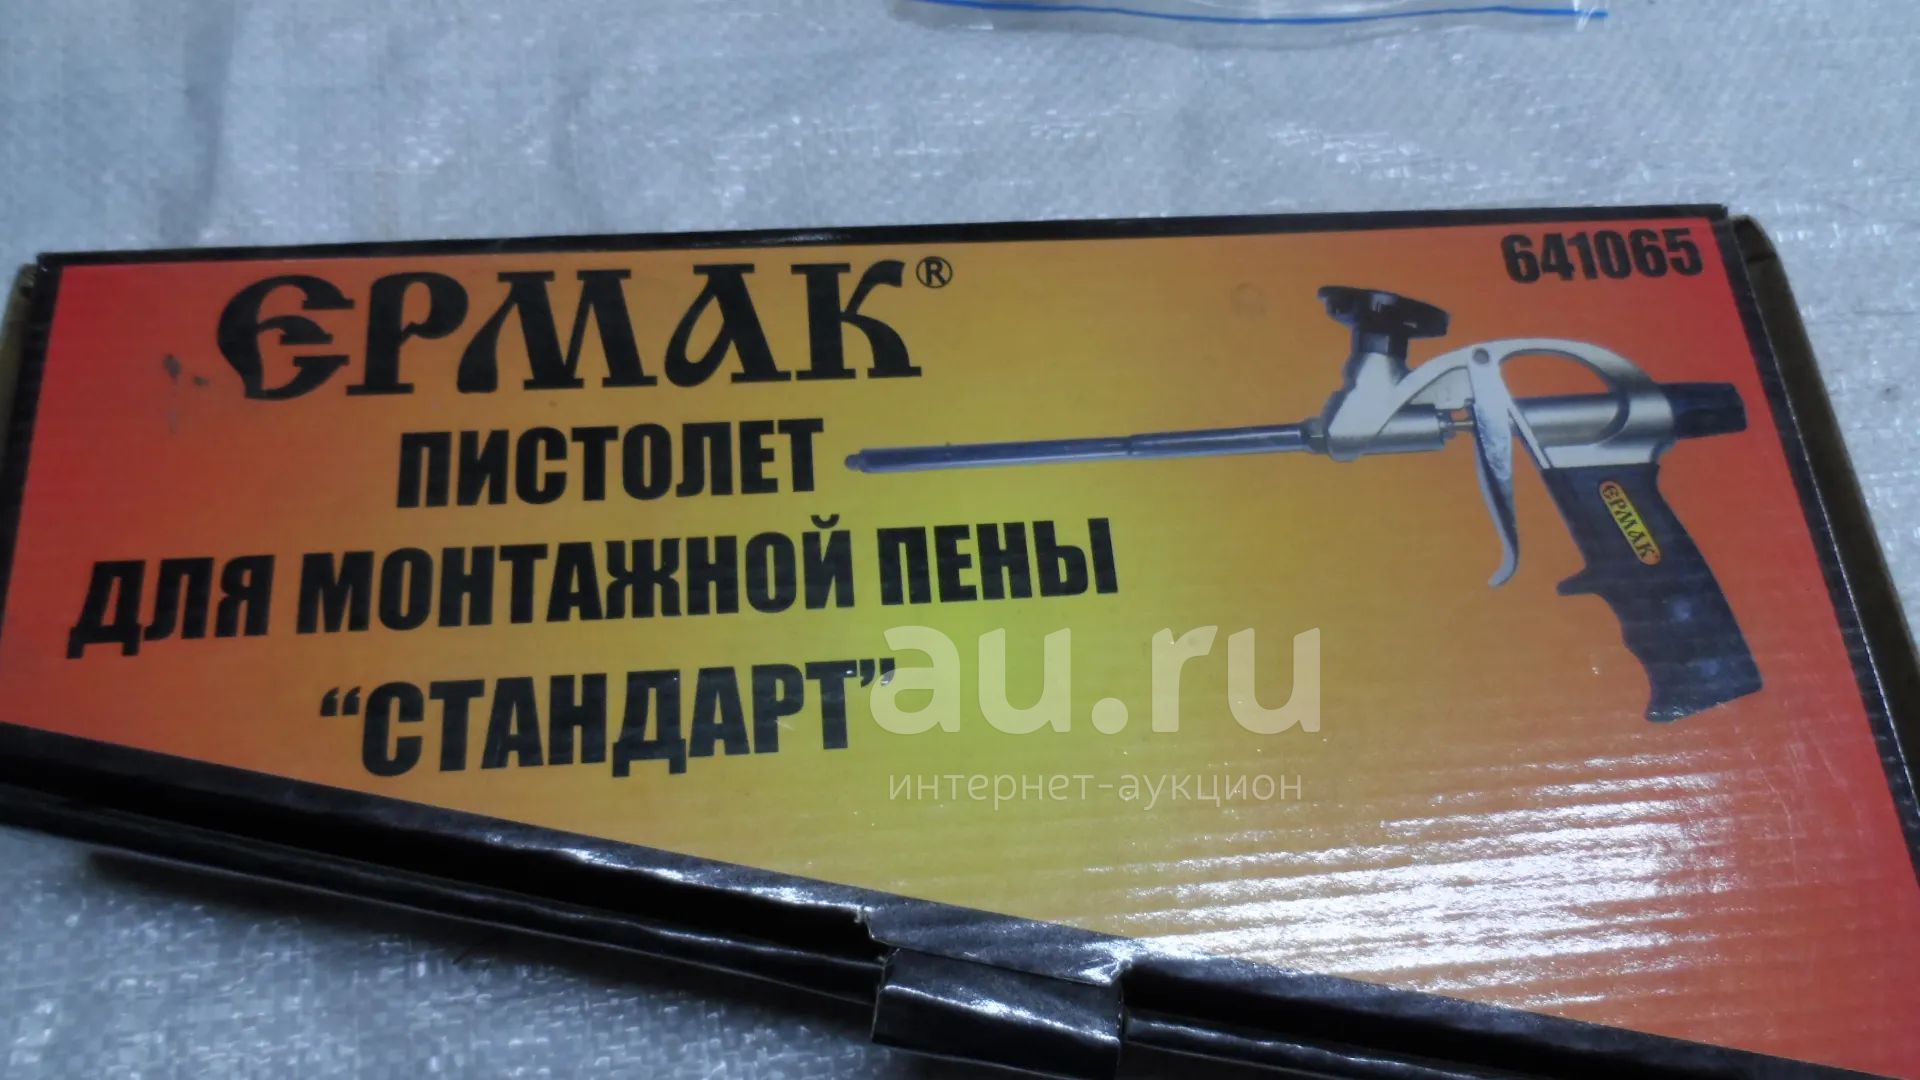 ЕРМАК®
641065
ПИСТОЛЕТ
ДЛЯ МОНТАЖНОЙ ПЕНЫ
“СТАНДАРТ”
ЕРМАК
au.ru
интернет-аукцион